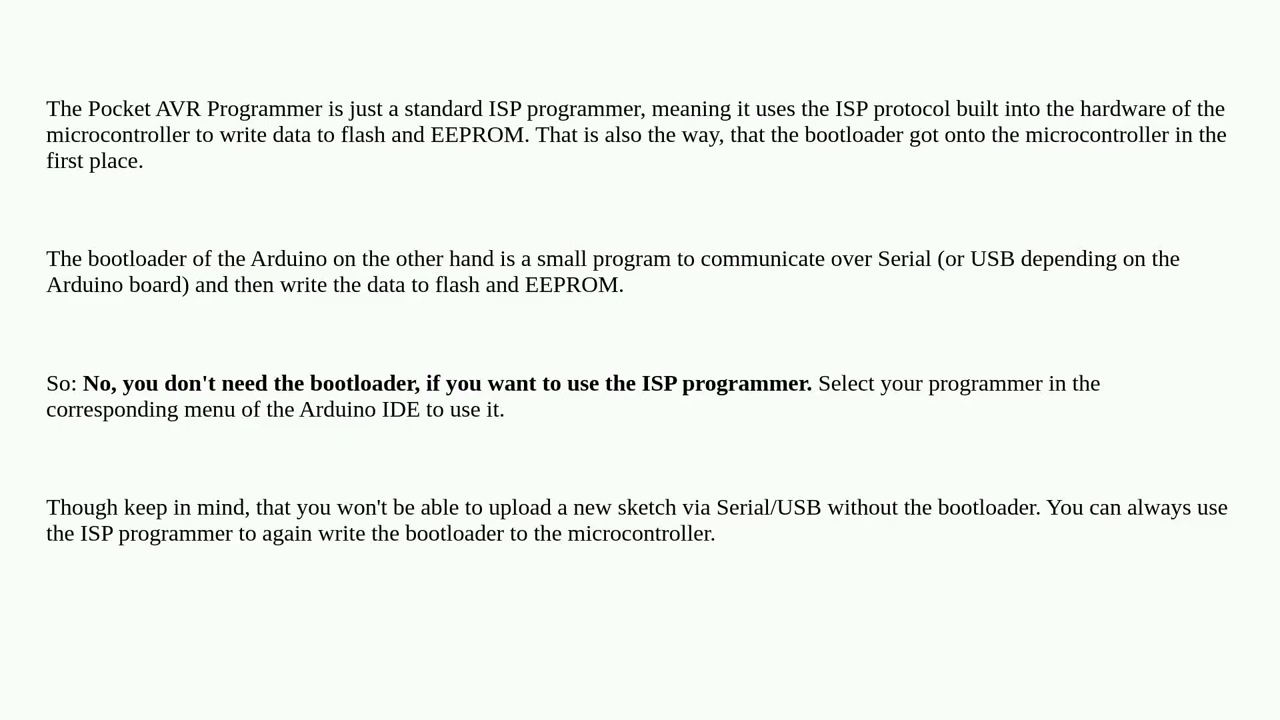 The Pocket AVR Programmer is just a standard ISP programmer, meaning it uses the ISP protocol built into the hardware of the
microcontroller to write data to flash and EEPROM. That is also the way, that the bootloader got onto the microcontroller in the
first place.
The bootloader of the Arduino on the other hand is a small program to communicate over Serial (or USB depending on the
Arduino board) and then write the data to flash and EEPROM.
So: No, you don't need the bootloader, if you want to use the ISP programmer. Select your programmer in the
corresponding menu of the Arduino IDE to use it.
Though keep in mind, that you won't be able to upload a new sketch via Serial/USB without the bootloader. You can always use
the ISP programmer to again write the bootloader to the microcontroller.